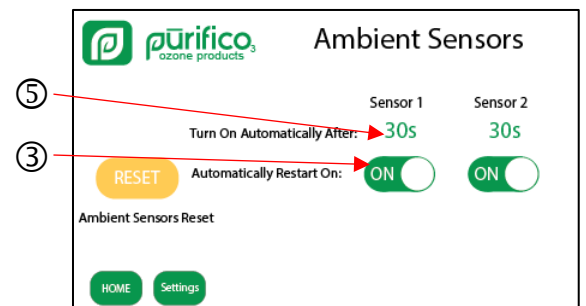 pūrifico3 Ambient Sensors
ozone products
Sensor 1 Sensor 2
⑤ Turn On Automatically After: 30s 30s
③ RESET Automatically Restart On: ON ON
Ambient Sensors Reset
HOME Settings